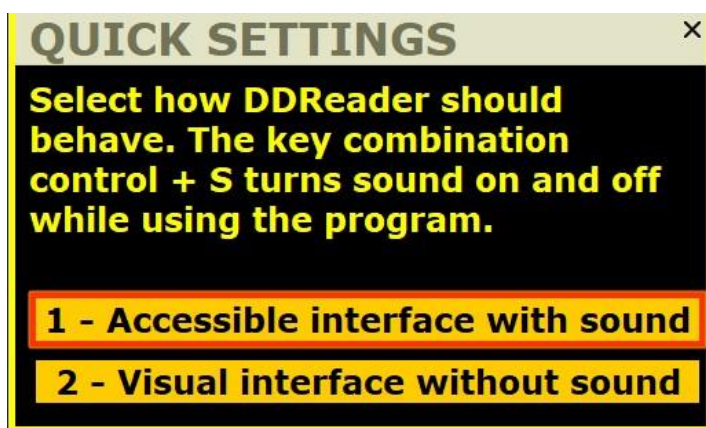 QUICK SETTINGS ×
Select how DDReader should
behave. The key combination
control + S turns sound on and off
while using the program.
1 - Accessible interface with sound
2 - Visual interface without sound